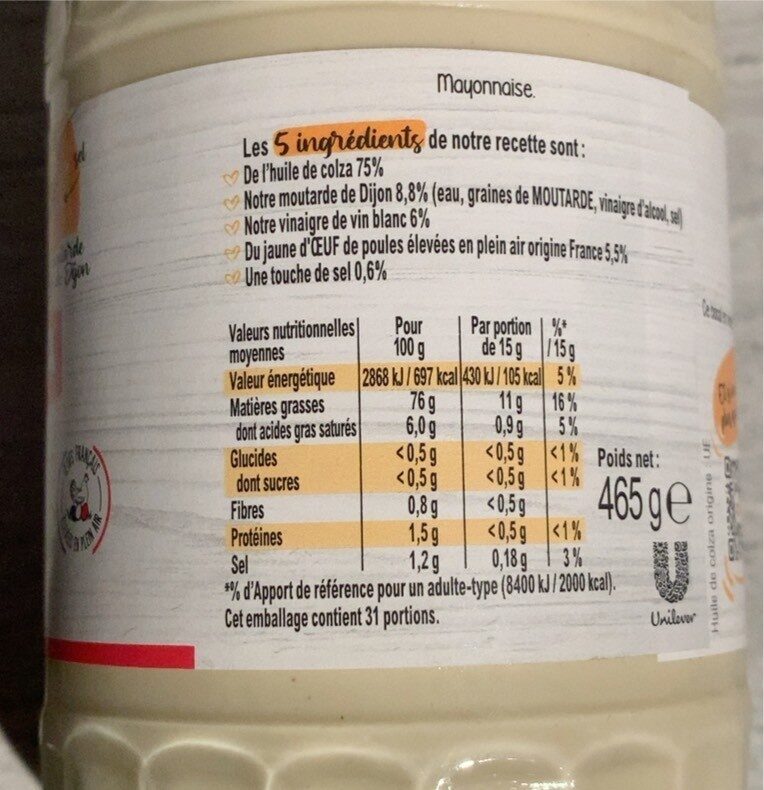 Mayonnaise.
Les 5 ingrédients de notre recette sont :
De l'huile de colza 75%
Notre moutarde de Dijon 8,8% (eau, graines de MOUTARDE, vinaigre d'alcool, sel)
Notre vinaigre de vin blanc 6%
Du jaune d'ŒUF de poules élevées en plein air origine France 5,5%
Une touche de sel 0,6%
Valeurs nutritionnelles moyennes | Pour 100 g | Par portion de 15 g | %* / 15 g
Valeur énergétique 2868 kJ / 697 kcal 430 kJ / 105 kcal 5 %
Matières grasses 76 g 11 g 16 %
dont acides gras saturés 6,0 g 0,9 g 5 %
Glucides <0,5 g <0,5 g <1 %
dont sucres <0,5 g <0,5 g <1 %
Fibres 0,8 g <0,5 g
Protéines 1,5 g <0,5 g <1 %
Sel 1,2 g 0,18 g 3 %
*% d'Apport de référence pour un adulte-type (8400 kJ / 2000 kcal).
Cet emballage contient 31 portions.
Poids net :
465 g e
Unilever
Huile de colza origine : UE